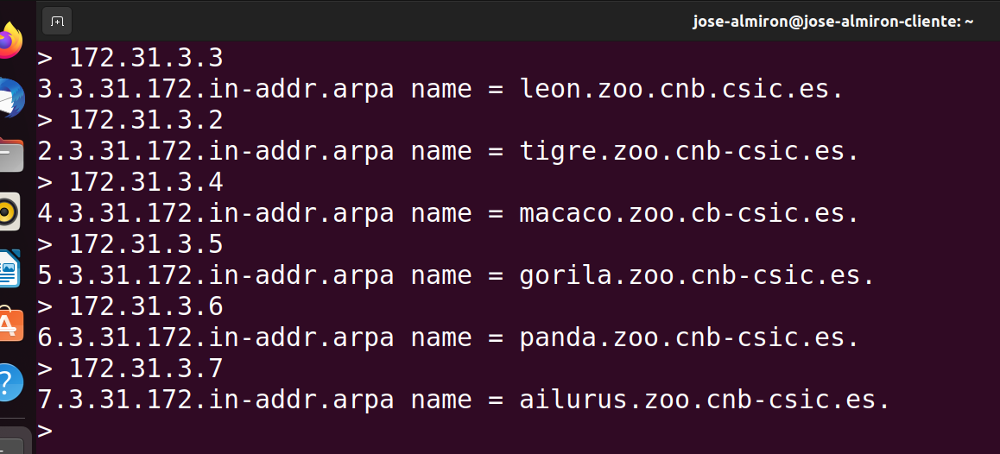 jose-almiron@jose-almiron-cliente: ~
> 172.31.3.3
3.3.31.172.in-addr.arpa name = leon.zoo.cnb.csic.es.
> 172.31.3.2
2.3.31.172.in-addr.arpa name = tigre.zoo.cnb-csic.es.
> 172.31.3.4
4.3.31.172.in-addr.arpa name = macaco.zoo.cb-csic.es.
> 172.31.3.5
5.3.31.172.in-addr.arpa name = gorila.zoo.cnb-csic.es.
> 172.31.3.6
6.3.31.172.in-addr.arpa name = panda.zoo.cnb-csic.es.
> 172.31.3.7
7.3.31.172.in-addr.arpa name = ailurus.zoo.cnb-csic.es.
>